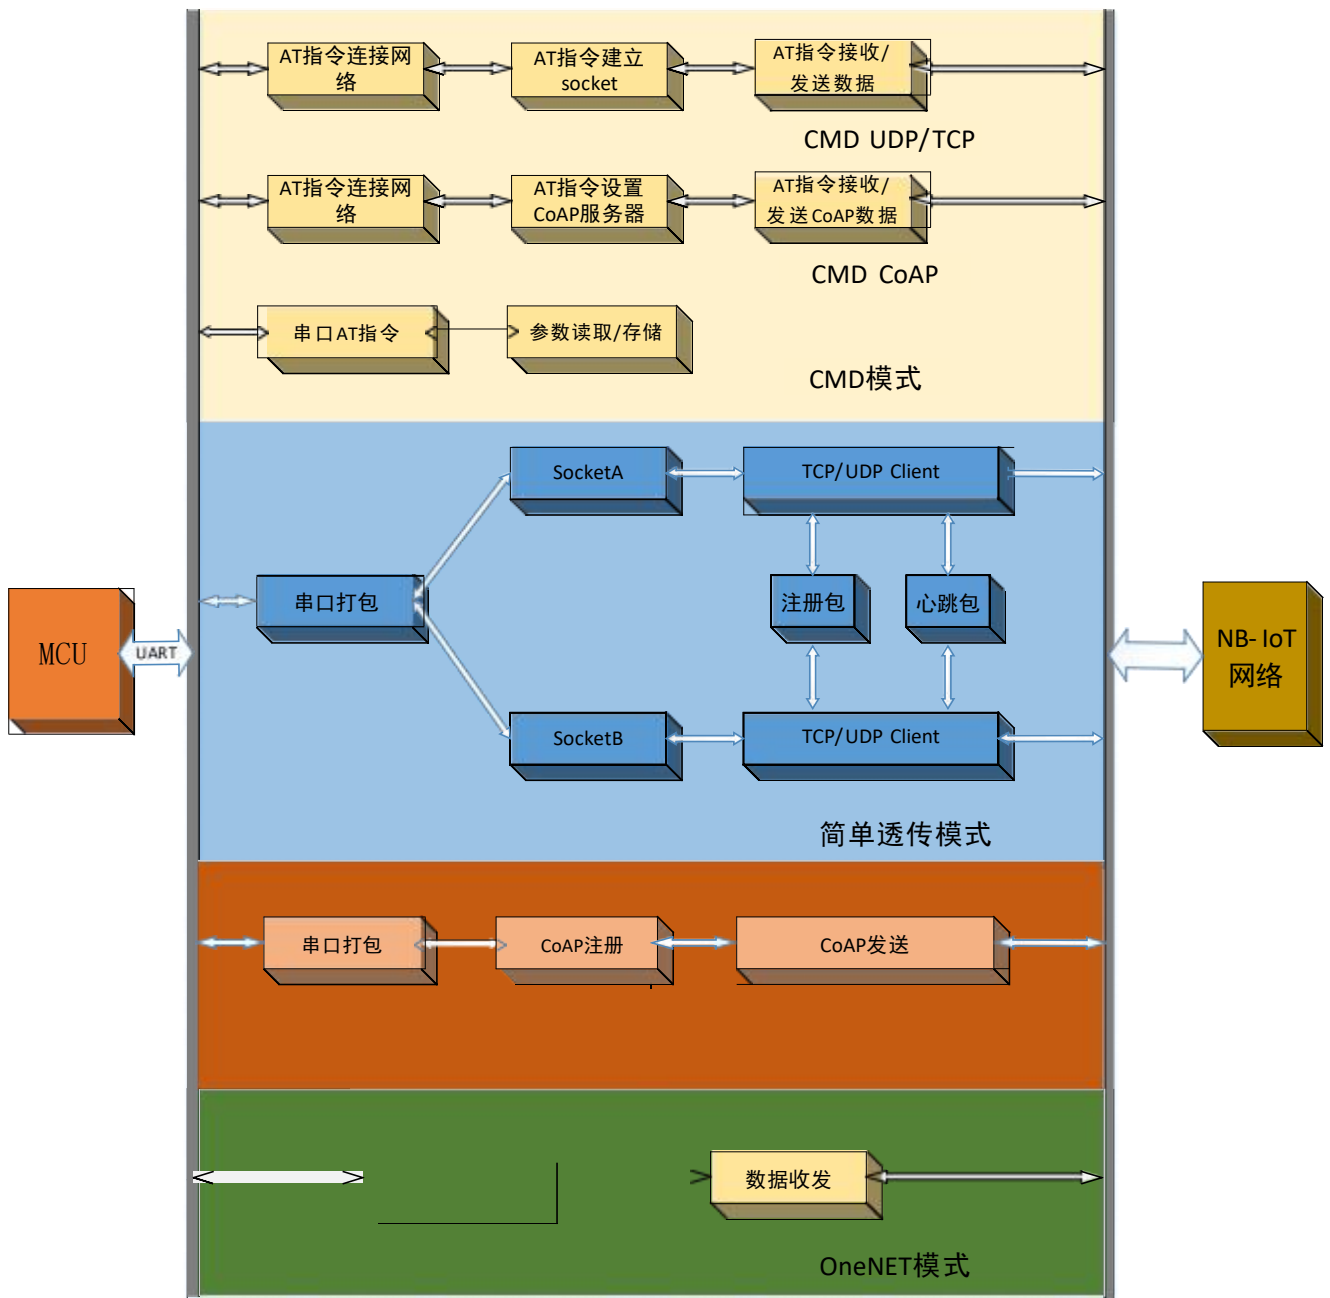 AT指令连接网
络
AT指令建立
socket
AT指令接收/
发送数据
CMD UDP/TCP
AT指令连接网
络
AT指令设置
CoAP服务器
AT指令接收/
发送CoAP数据
CMD CoAP
串口AT指令
参数读取/存储
CMD模式
SocketA
TCP/UDP Client
串口打包
注册包
心跳包
MCU
UART
NB-IoT
网络
SocketB
TCP/UDP Client
简单透传模式
串口打包
CoAP注册
CoAP发送
数据收发
OneNET模式